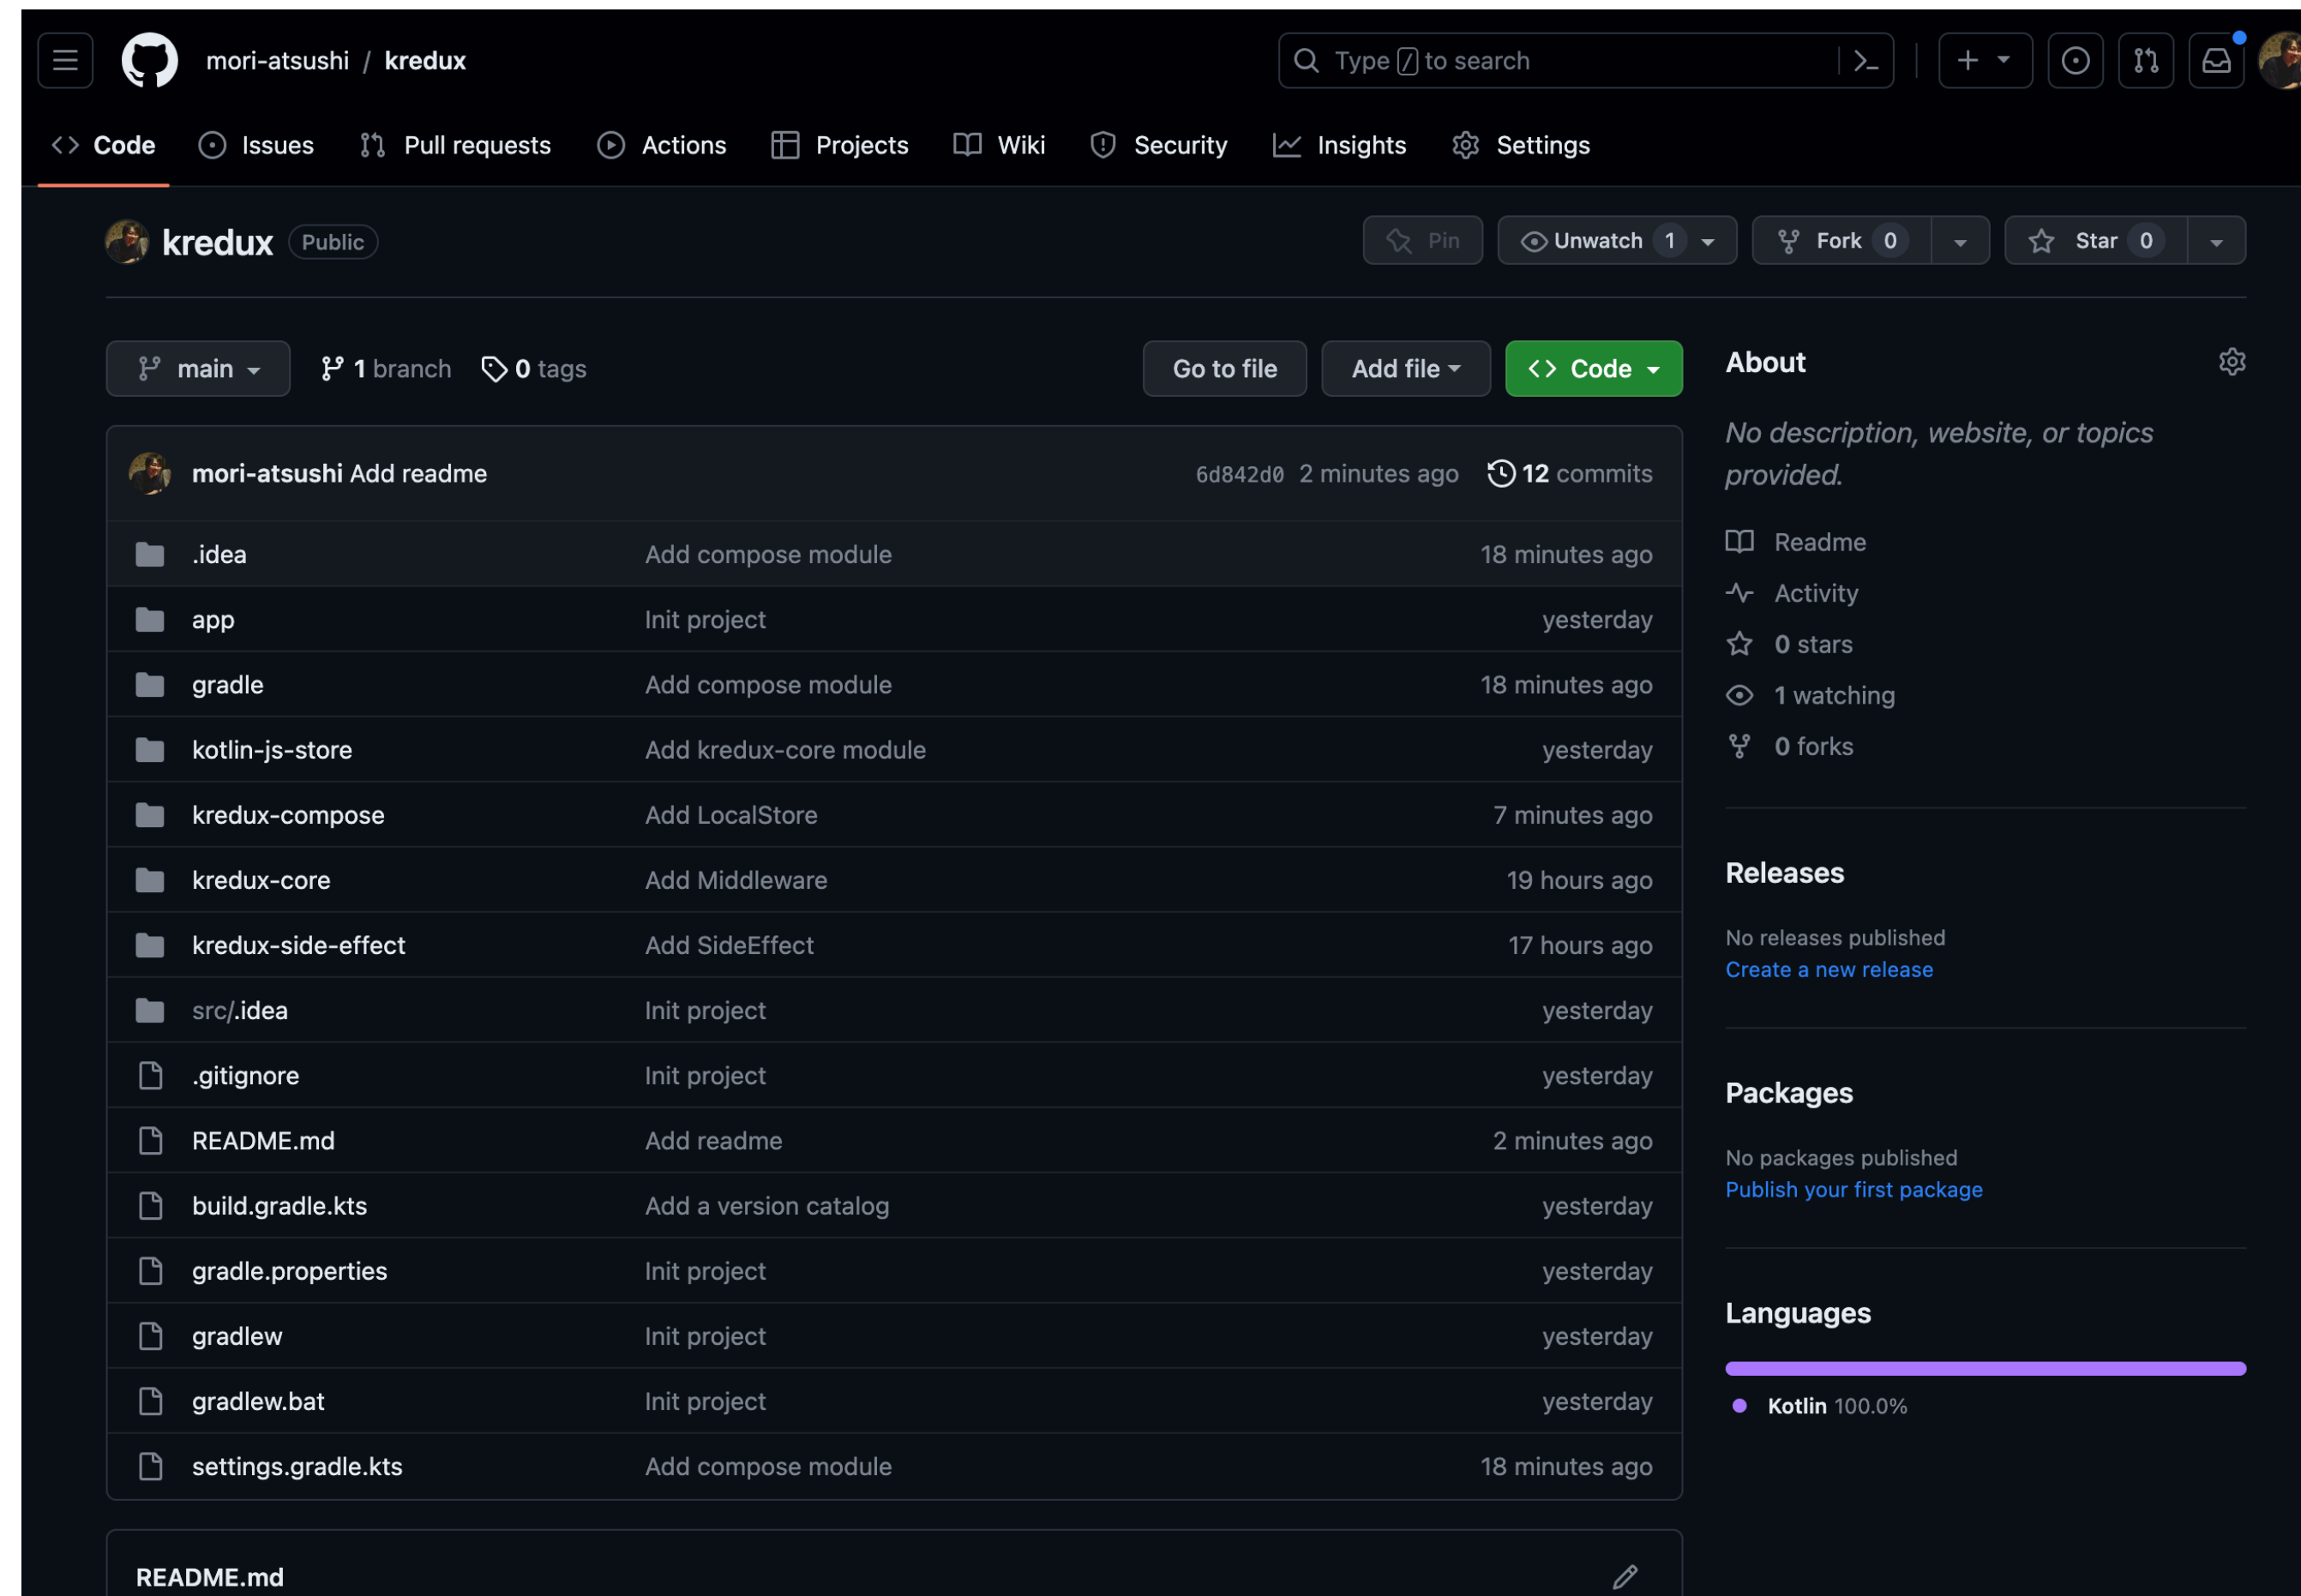 mori-atsushi / kredux
Type / to search
Code Issues Pull requests Actions Projects Wiki Security Insights Settings
kredux Public
Pin Unwatch 1 Fork 0 Star 0
main 1 branch 0 tags Go to file Add file Code
mori-atsushi Add readme 6d842d0 2 minutes ago 12 commits
.idea Add compose module 18 minutes ago
app Init project yesterday
gradle Add compose module 18 minutes ago
kotlin-js-store Add kredux-core module yesterday
kredux-compose Add LocalStore 7 minutes ago
kredux-core Add Middleware 19 hours ago
kredux-side-effect Add SideEffect 17 hours ago
src/.idea Init project yesterday
.gitignore Init project yesterday
README.md Add readme 2 minutes ago
build.gradle.kts Add a version catalog yesterday
gradle.properties Init project yesterday
gradlew Init project yesterday
gradlew.bat Init project yesterday
settings.gradle.kts Add compose module 18 minutes ago
README.md
About
No description, website, or topics
provided.
Readme
Activity
0 stars
1 watching
0 forks
Releases
No releases published
Create a new release
Packages
No packages published
Publish your first package
Languages
Kotlin 100.0%